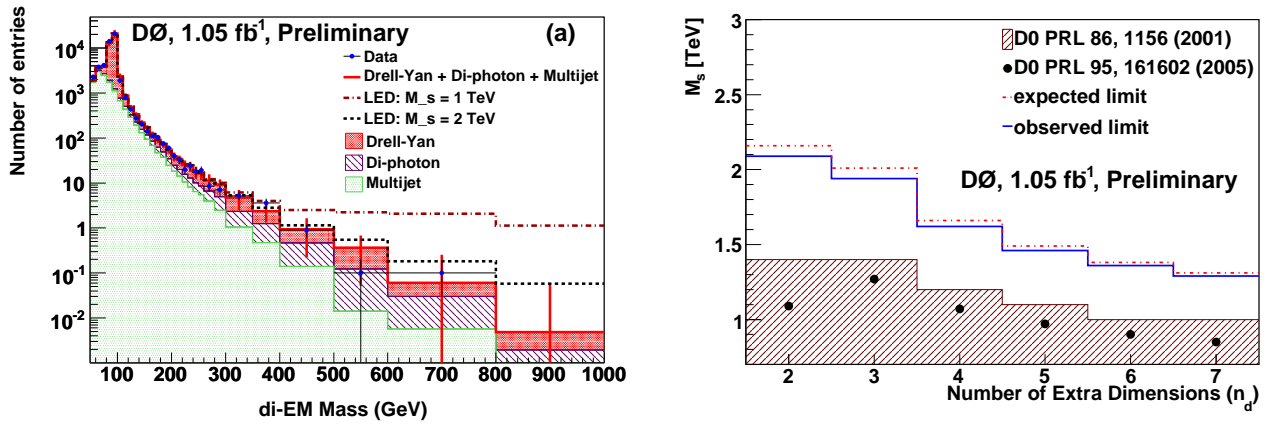 DØ, 1.05 fb⁻¹, Preliminary (a)
Data
Drell-Yan + Di-photon + Multijet
LED: M_s = 1 TeV
LED: M_s = 2 TeV
Drell-Yan
Di-photon
Multijet
Number of entries
10⁴
10³
10²
10
1
10⁻¹
10⁻²
100 200 300 400 500 600 700 800 900 1000
di-EM Mass (GeV)
D0 PRL 86, 1156 (2001)
D0 PRL 95, 161602 (2005)
expected limit
observed limit
DØ, 1.05 fb⁻¹, Preliminary
Mₛ [TeV]
3
2.5
2
1.5
1
2 3 4 5 6 7
Number of Extra Dimensions (n_d)